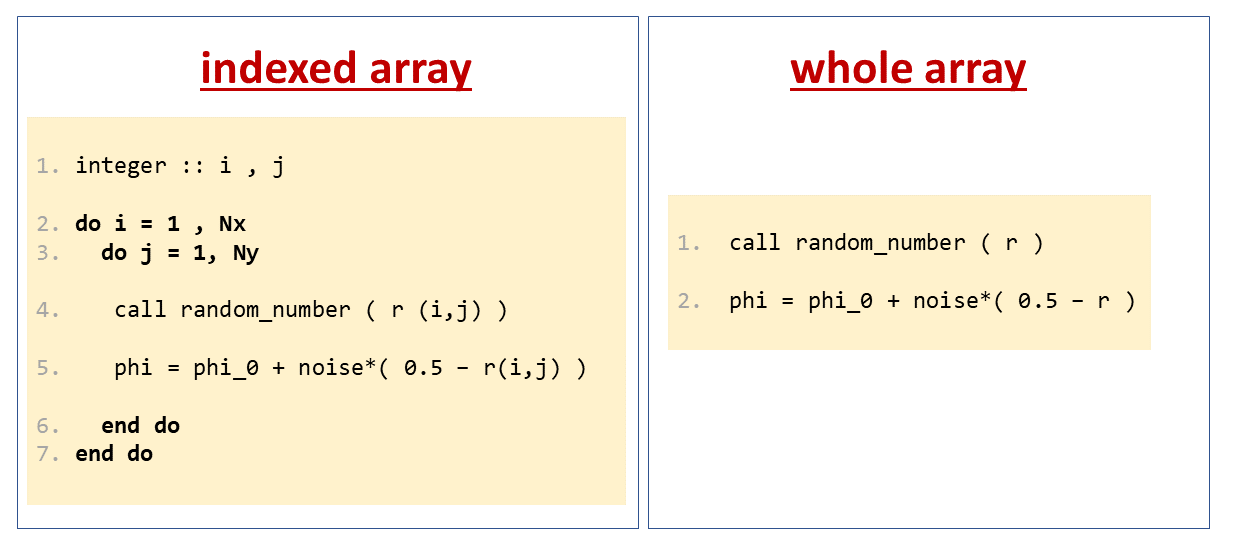 indexed array
1. integer :: i , j
2. do i = 1 , Nx
3. do j = 1, Ny
4. call random_number ( r (i,j) )
5. phi = phi_0 + noise*( 0.5 – r(i,j) )
6. end do
7. end do
whole array
1. call random_number ( r )
2. phi = phi_0 + noise*( 0.5 – r )